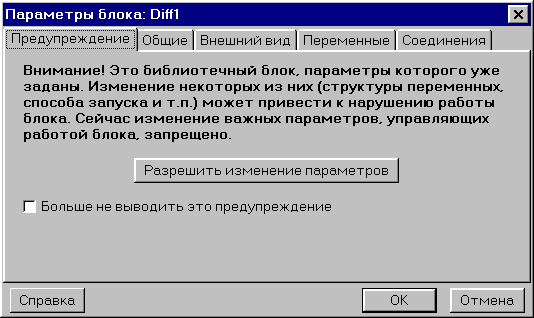 Параметры блока: Diff1
Предупреждение Общие Внешний вид Переменные Соединения
Внимание! Это библиотечный блок, параметры которого уже
заданы. Изменение некоторых из них (структуры переменных,
способа запуска и т.п.) может привести к нарушению работы
блока. Сейчас изменение важных параметров, управляющих
работой блока, запрещено.
Разрешить изменение параметров
Больше не выводить это предупреждение
Справка OK Отмена